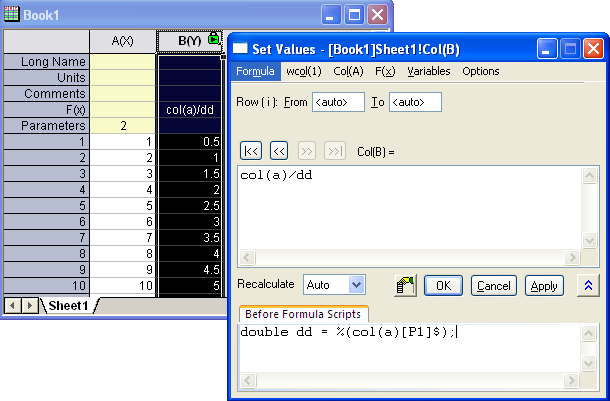 Book1
A(X) B(Y)
Long Name
Units
Comments
F(x) col(a)/dd
Parameters 2
1 1 0.5
2 2 1
3 3 1.5
4 4 2
5 5 2.5
6 6 3
7 7 3.5
8 8 4
9 9 4.5
10 10 5
Sheet1
Set Values - [Book1]Sheet1!Col(B)
Formula wcol(1) Col(A) F(x) Variables Options
Row (i): From <auto> To <auto>
|<< << >> >>| Col(B) =
col(a)/dd
Recalculate Auto OK Cancel Apply
Before Formula Scripts
double dd = %(col(a)[P1]$);